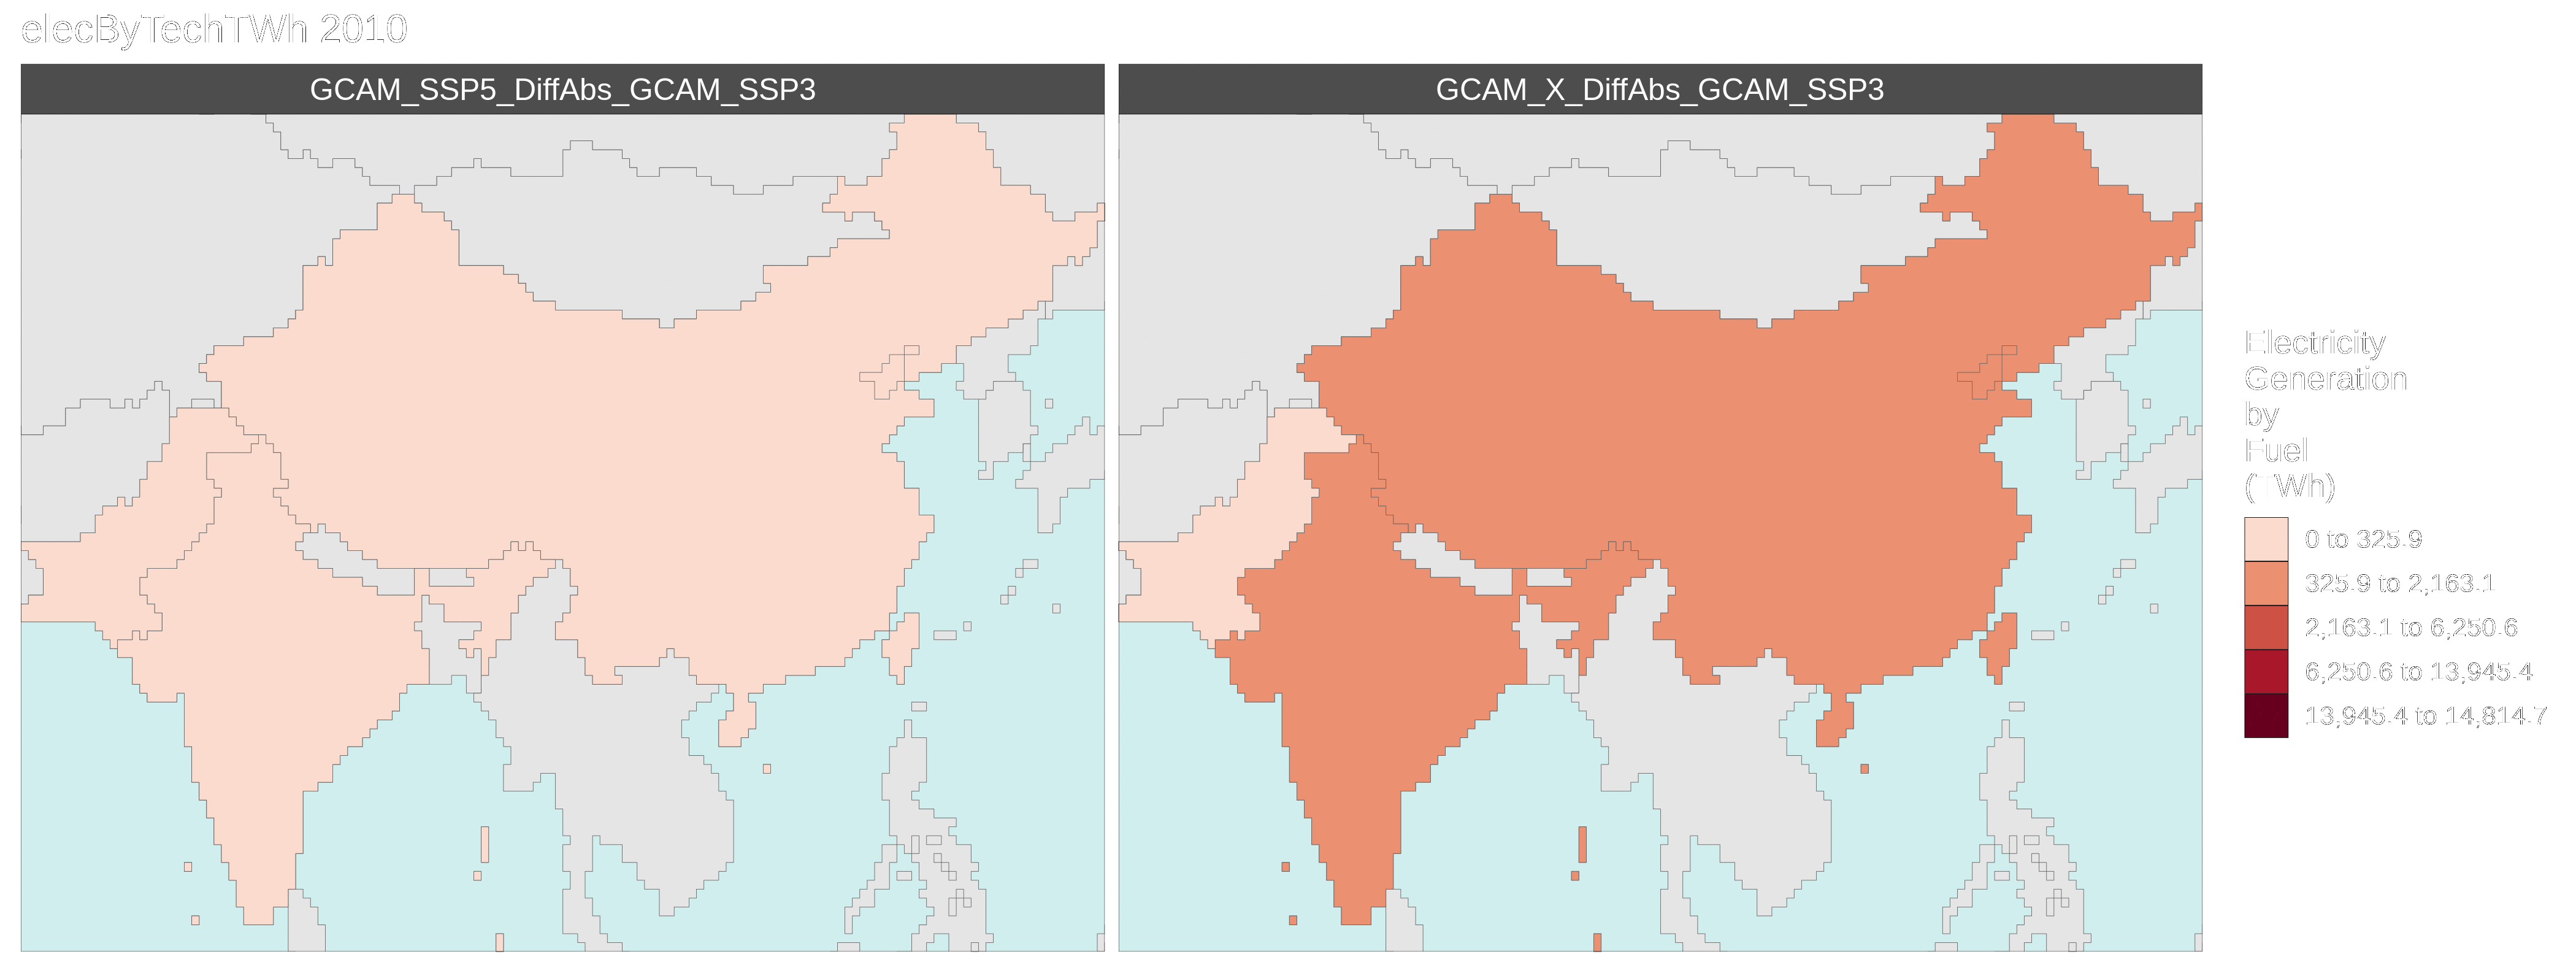 elecByTechTWh 2010
GCAM_SSP5_DiffAbs_GCAM_SSP3
GCAM_X_DiffAbs_GCAM_SSP3
Electricity
Generation
by
Fuel
(TWh)
0 to 325.9
325.9 to 2,163.1
2,163.1 to 6,250.6
6,250.6 to 13,945.4
13,945.4 to 14,814.7